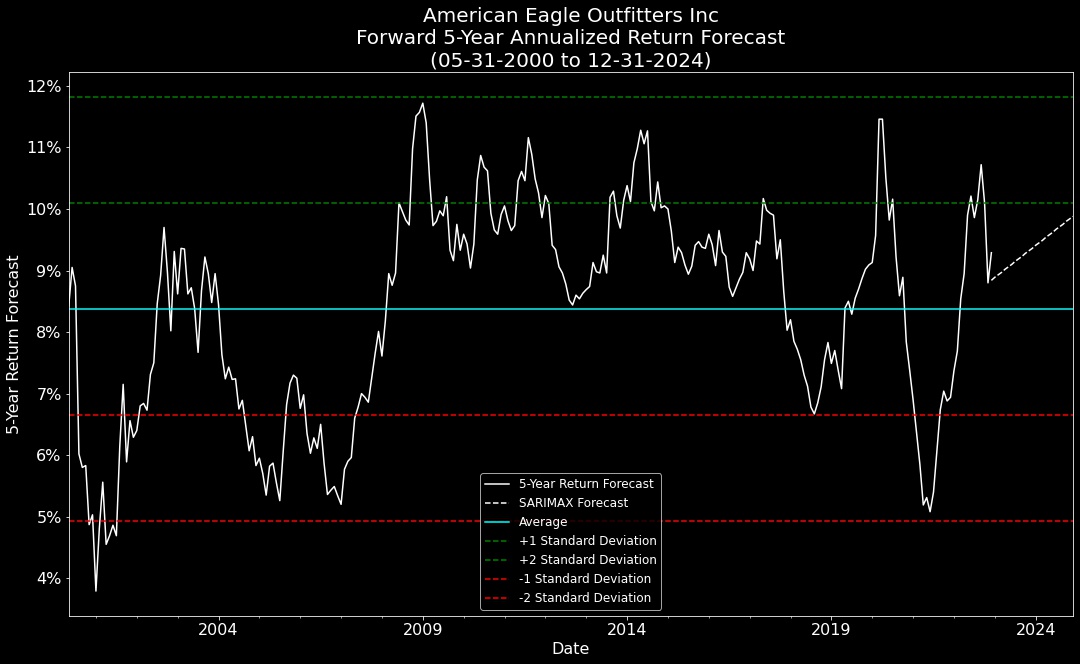 American Eagle Outfitters Inc
Forward 5-Year Annualized Return Forecast
(05-31-2000 to 12-31-2024)
5-Year Return Forecast
12%
11%
10%
9%
8%
7%
6%
5%
4%
5-Year Return Forecast
SARIMAX Forecast
Average
+1 Standard Deviation
+2 Standard Deviation
-1 Standard Deviation
-2 Standard Deviation
2004
2009
2014
2019
2024
Date